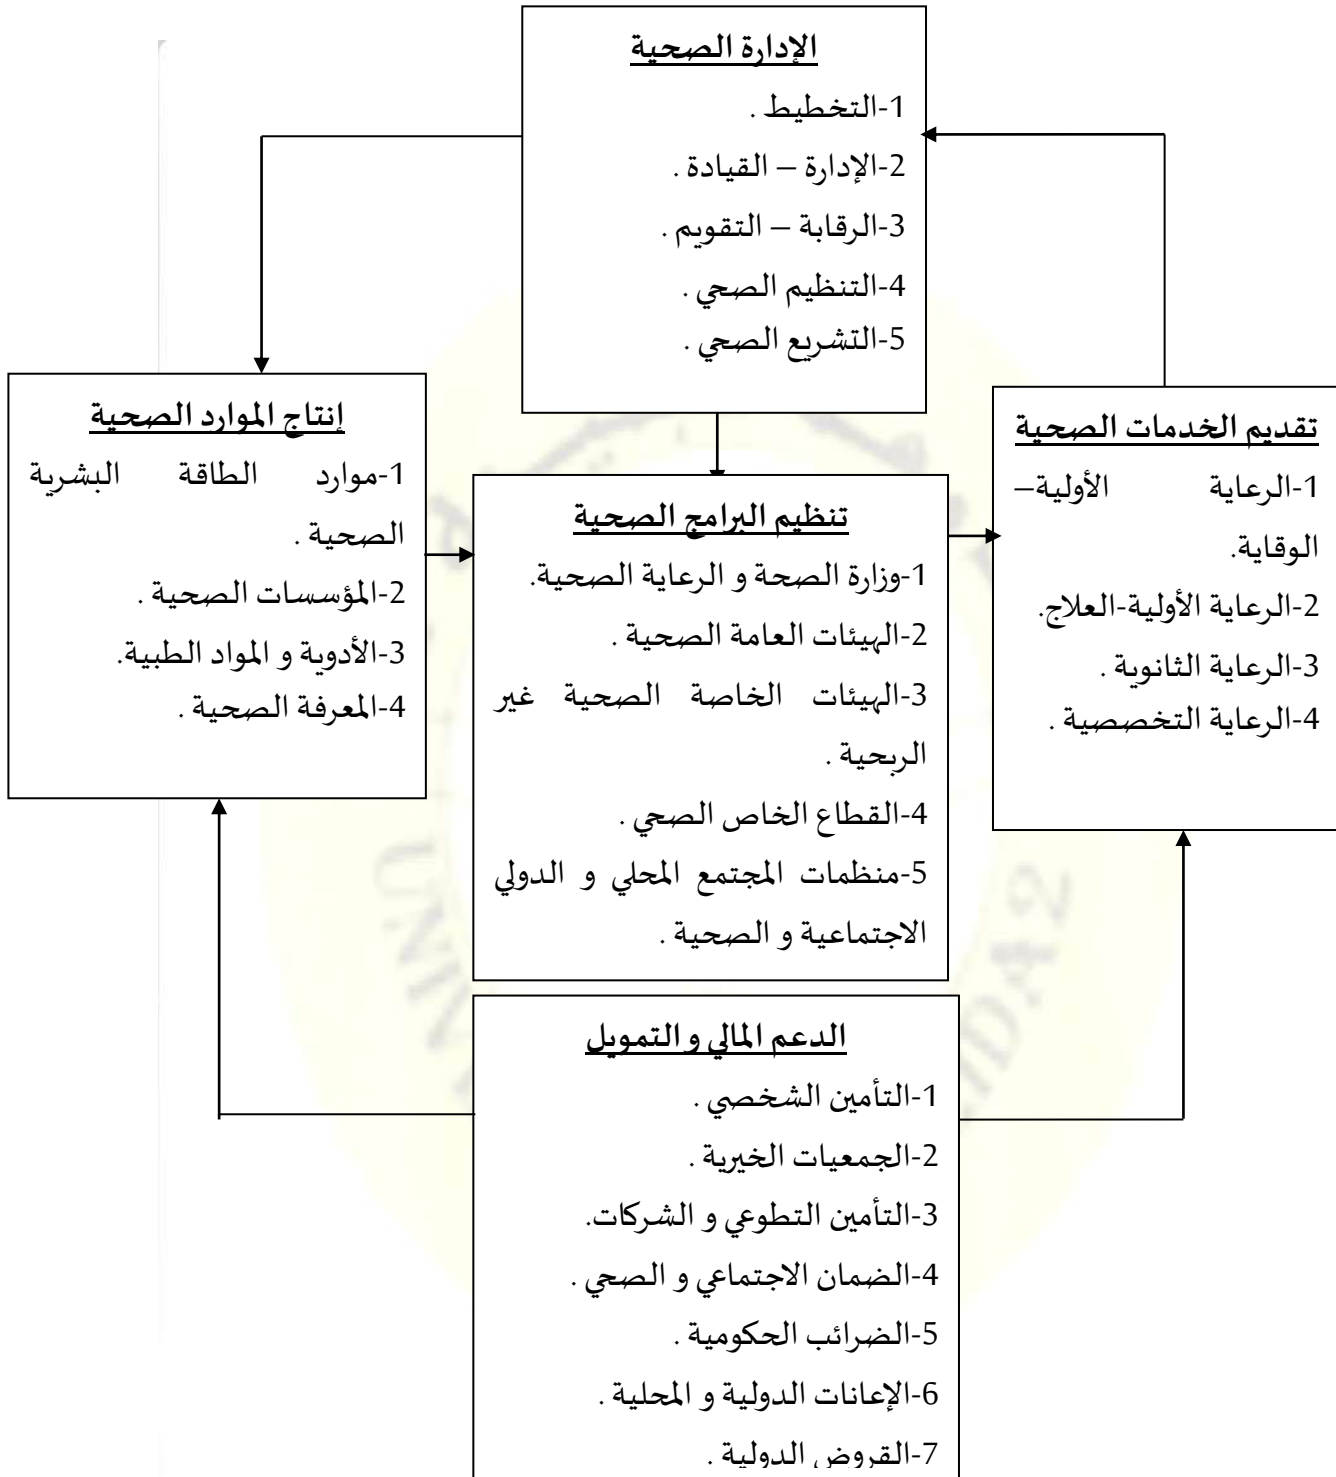 الإدارة الصحية
1-التخطيط .
2-الإدارة – القيادة .
3-الرقابة – التقويم .
4-التنظيم الصحي .
5-التشريع الصحي .
تقديم الخدمات الصحية
1-الرعاية الأولية–
الوقاية.
2-الرعاية الأولية-العلاج.
3-الرعاية الثانوية .
4-الرعاية التخصصية .
تنظيم البرامج الصحية
1-وزارة الصحة و الرعاية الصحية.
2-الهيئات العامة الصحية .
3-الهيئات الخاصة الصحية غير
الربحية .
4-القطاع الخاص الصحي .
5-منظمات المجتمع المحلي و الدولي
الاجتماعية و الصحية .
إنتاج الموارد الصحية
1-موارد الطاقة البشرية
الصحية .
2-المؤسسات الصحية .
3-الأدوية و المواد الطبية.
4-المعرفة الصحية .
الدعم المالي و التمويل
1-التأمين الشخصي .
2-الجمعيات الخيرية .
3-التأمين التطوعي و الشركات.
4-الضمان الاجتماعي و الصحي .
5-الضرائب الحكومية .
6-الإعانات الدولية و المحلية .
7-القروض الدولية .